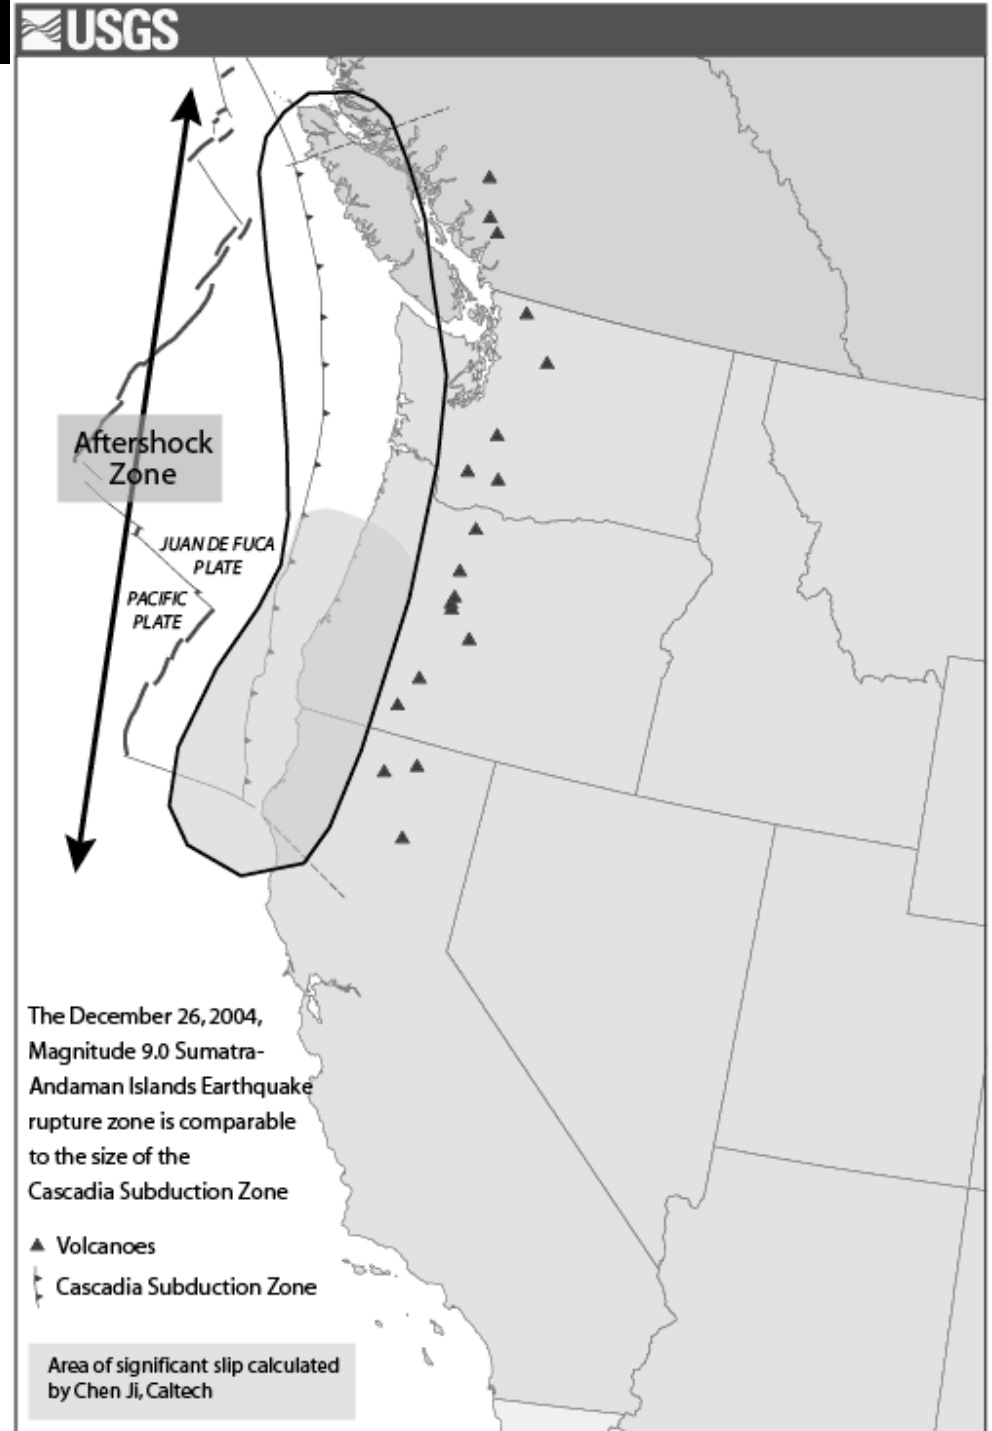 USGS
Aftershock
Zone
JUAN DE FUCA
PLATE
PACIFIC
PLATE
The December 26, 2004,
Magnitude 9.0 Sumatra-
Andaman Islands Earthquake
rupture zone is comparable
to the size of the
Cascadia Subduction Zone
Volcanoes
Cascadia Subduction Zone
Area of significant slip calculated
by Chen Ji, Caltech